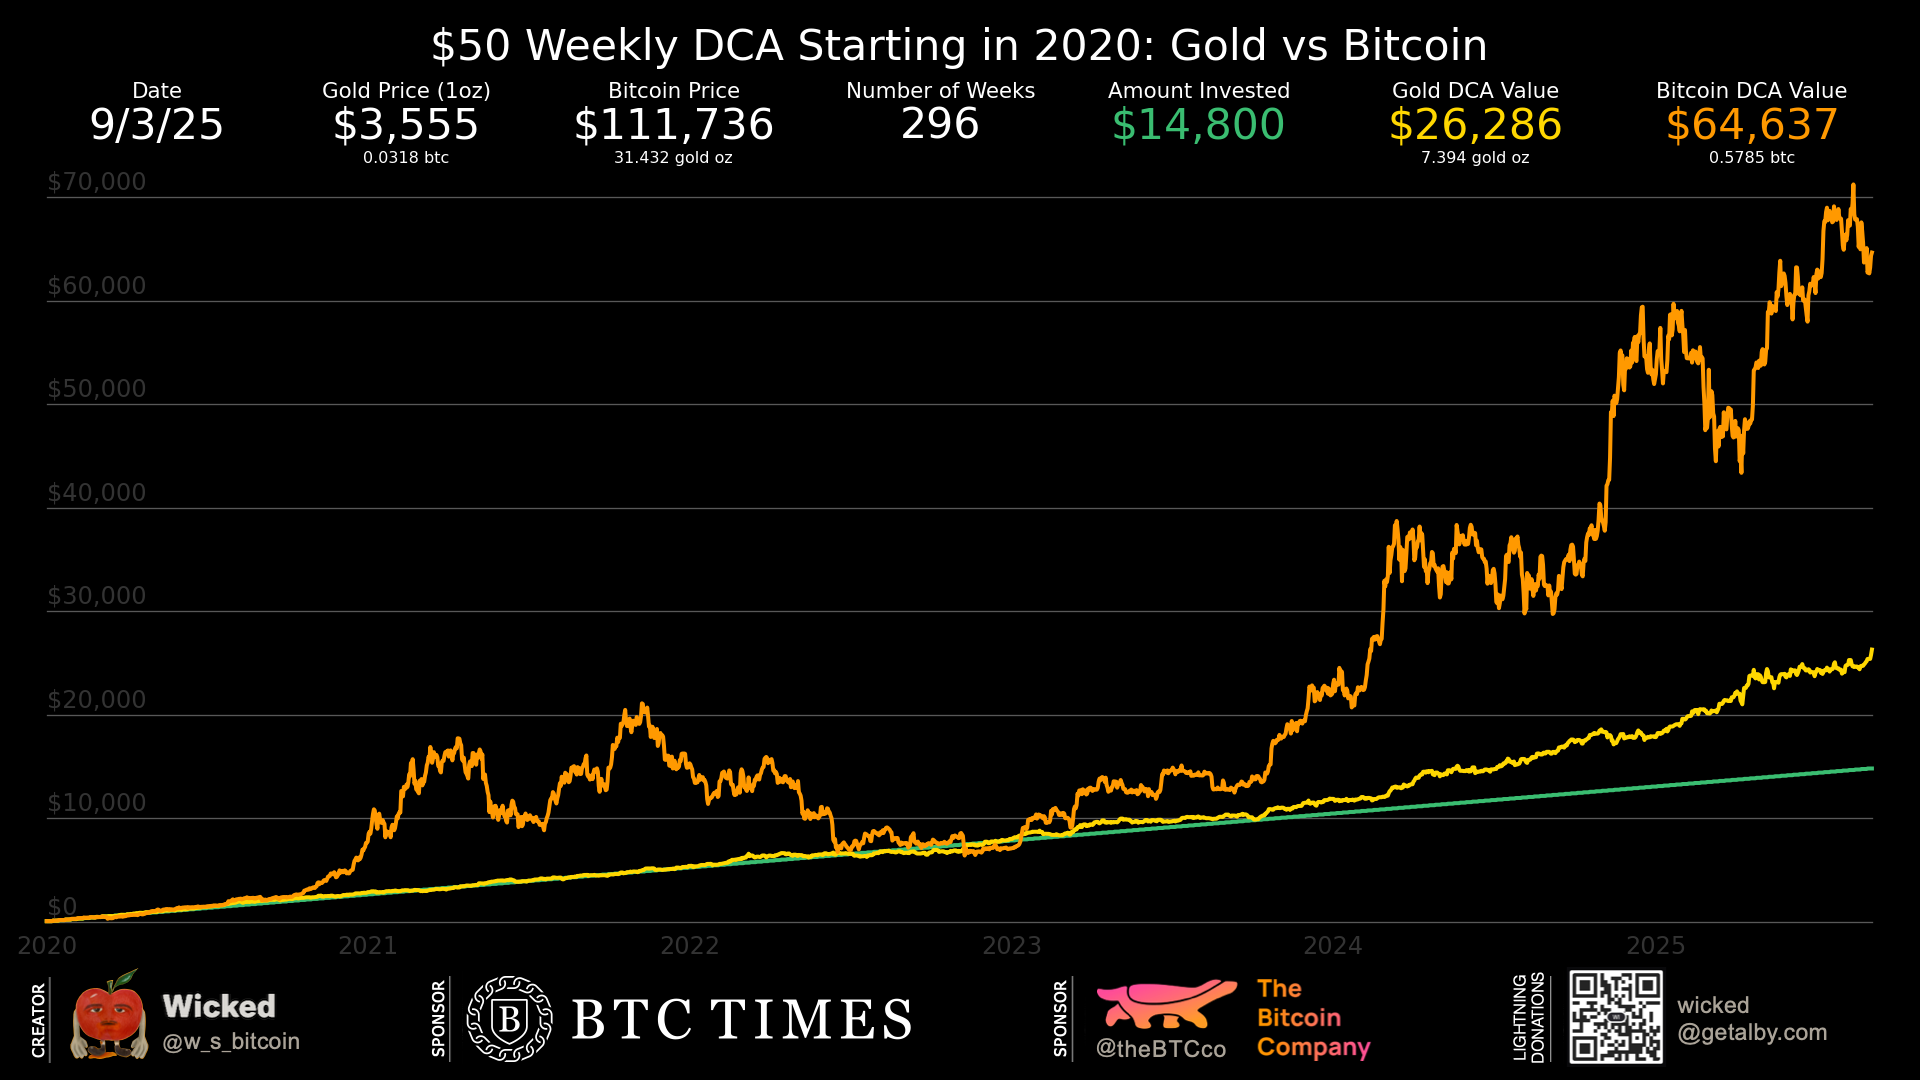 $50 Weekly DCA Starting in 2020: Gold vs Bitcoin
Date
9/3/25
Gold Price (1oz)
$3,555
0.0318 btc
Bitcoin Price
$111,736
31.432 gold oz
Number of Weeks
296
Amount Invested
$14,800
Gold DCA Value
$26,286
7.394 gold oz
Bitcoin DCA Value
$64,637
0.5785 btc
$70,000
$60,000
$50,000
$40,000
$30,000
$20,000
$10,000
$0
2020
2021
2022
2023
2024
2025
CREATOR
Wicked
@w_s_bitcoin
SPONSOR
B
BTC TIMES
SPONSOR
@theBTCco
The
Bitcoin
Company
LIGHTNING
DONATIONS
wicked
@getalby.com